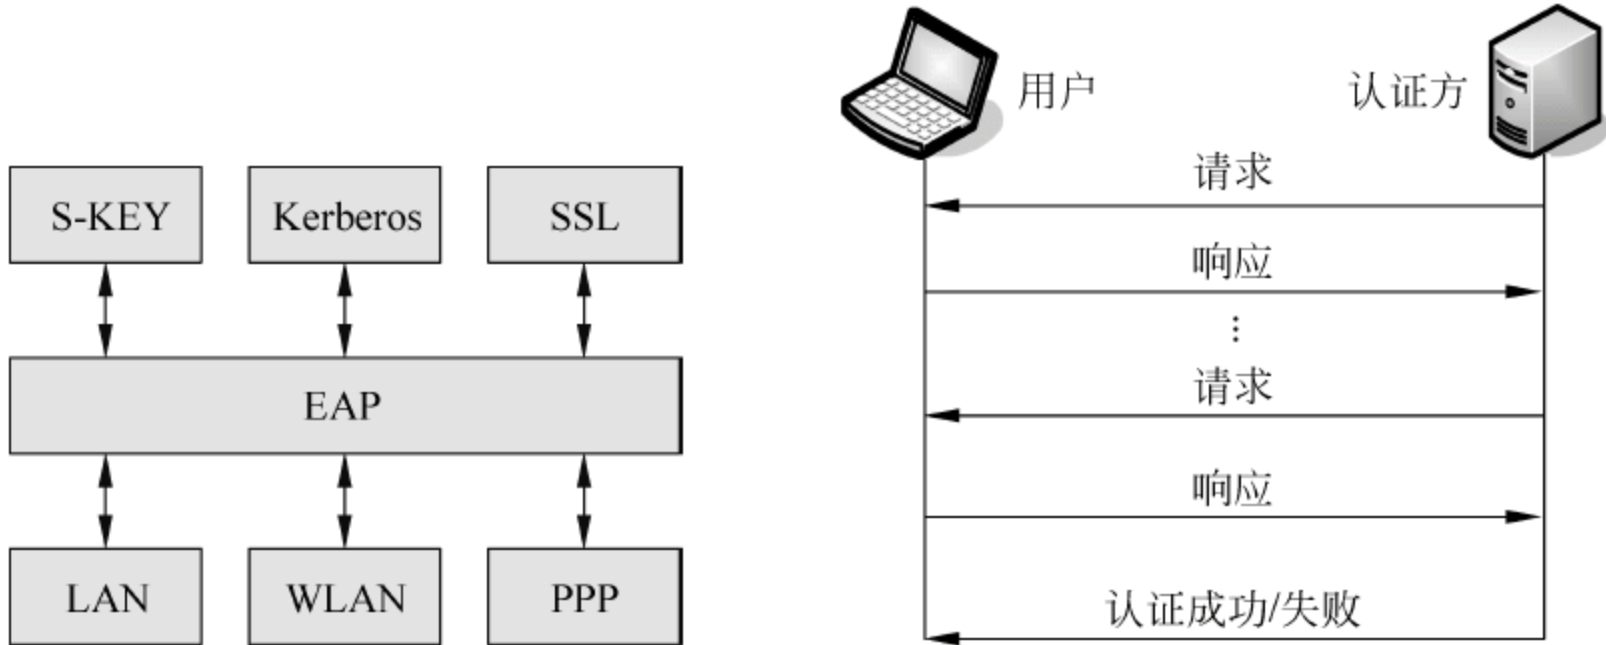 S-KEY
Kerberos
SSL
EAP
LAN
WLAN
PPP
用户
认证方
请求
响应
⋮
请求
响应
认证成功/失败